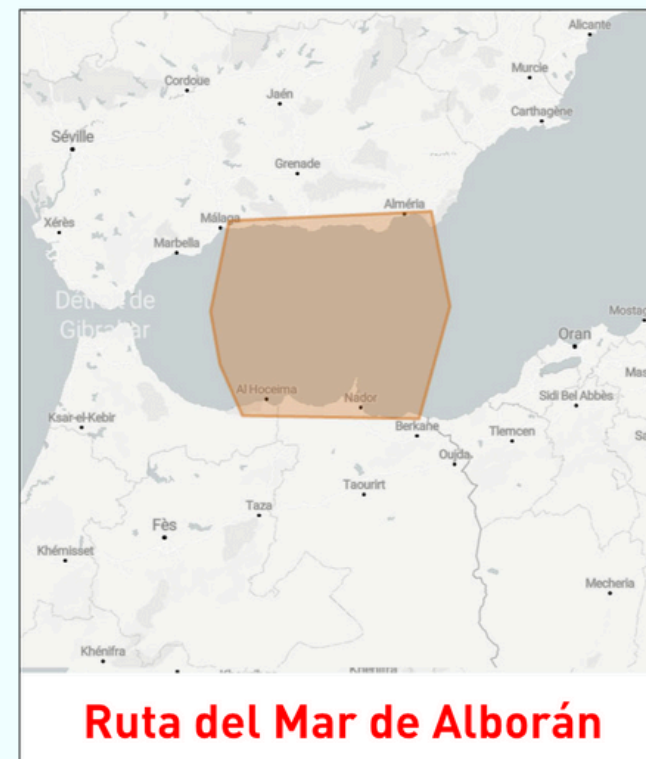 Alicante
Murcie
Cordoue
Jaén
Carthagène
Séville
Grenade
Alméria
Xérès
Málaga
Marbella
Détroit de
Gibraltar
Mostag
Oran
Mas
Al Hoceima
Nador
Sidi Bel Abbès
Ksar-el-Kebir
Berkane
Tlemcen
Sa
Oujda
Taourirt
Taza
Fès
Khémisset
Mecheria
Khénifra
Ruta del Mar de Alborán